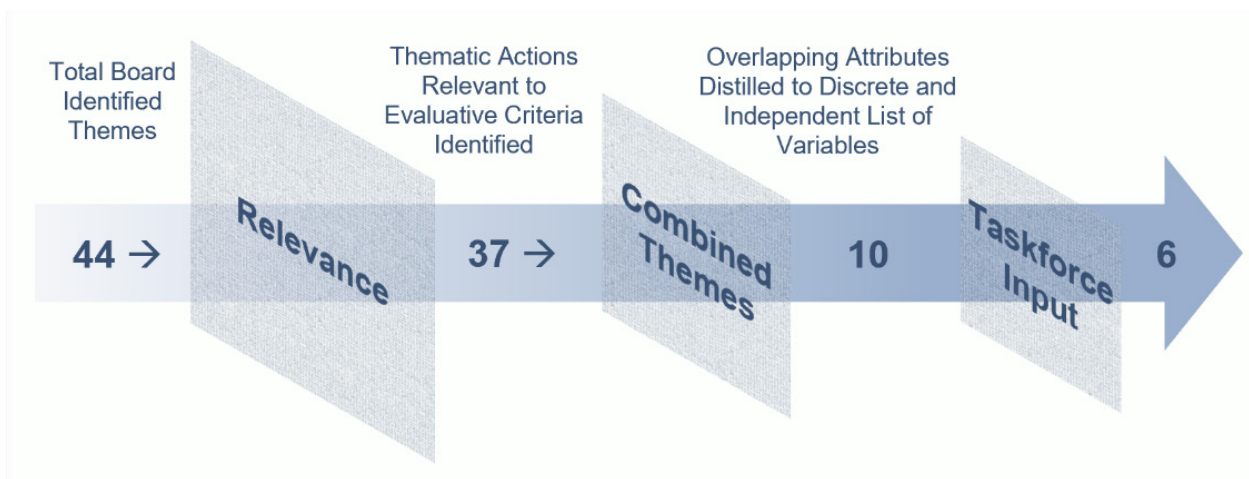 Total Board
Identified
Themes
Thematic Actions
Relevant to
Evaluative Criteria
Identified
Overlapping Attributes
Distilled to Discrete and
Independent List of
Variables
44 →
Relevance
37 →
Combined
Themes
10
Taskforce
Input
6